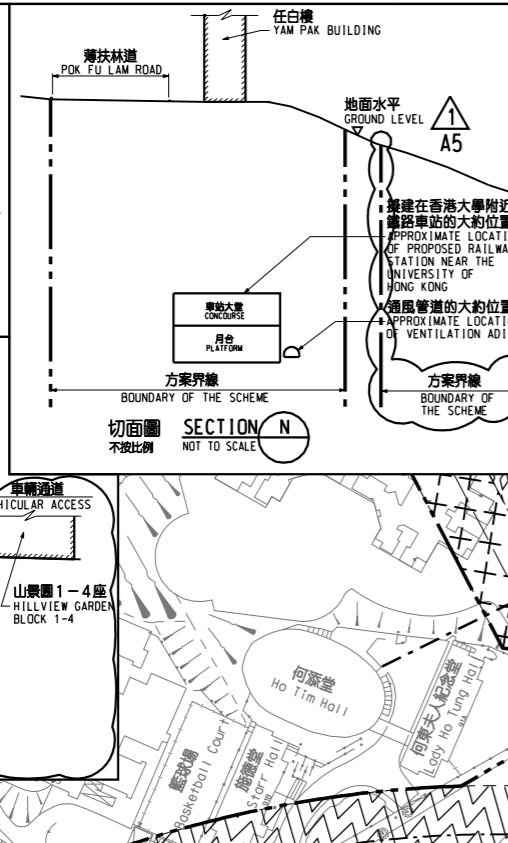 任白樓
YAM PAK BUILDING
薄扶林道
POK FU LAM ROAD
地面水平
GROUND LEVEL
1
A5
擬建在香港大學附近
鐵路車站的大約位置
APPROXIMATE LOCATI
OF PROPOSED RAILWA
STATION NEAR THE
UNIVERSITY OF
HONG KONG
車站大堂
CONCOURSE
月台
PLATFORM
通風管道的大約位置
APPROXIMATE LOCATI
OF VENTILATION ADI
方案界線
BOUNDARY OF THE SCHEME
方案界線
BOUNDARY OF
THE SCHEME
切面圖
不按比例
SECTION N
NOT TO SCALE
車輛通道
HICULAR ACCESS
山景園1－4座
HILLVIEW GARDEN
BLOCK 1-4
何添堂
Ho Tim Hall
何東夫人紀念堂
Lady Ho Tung Hall
91A
籃球場
Basketball Court
施德堂
Starr Hall
91B